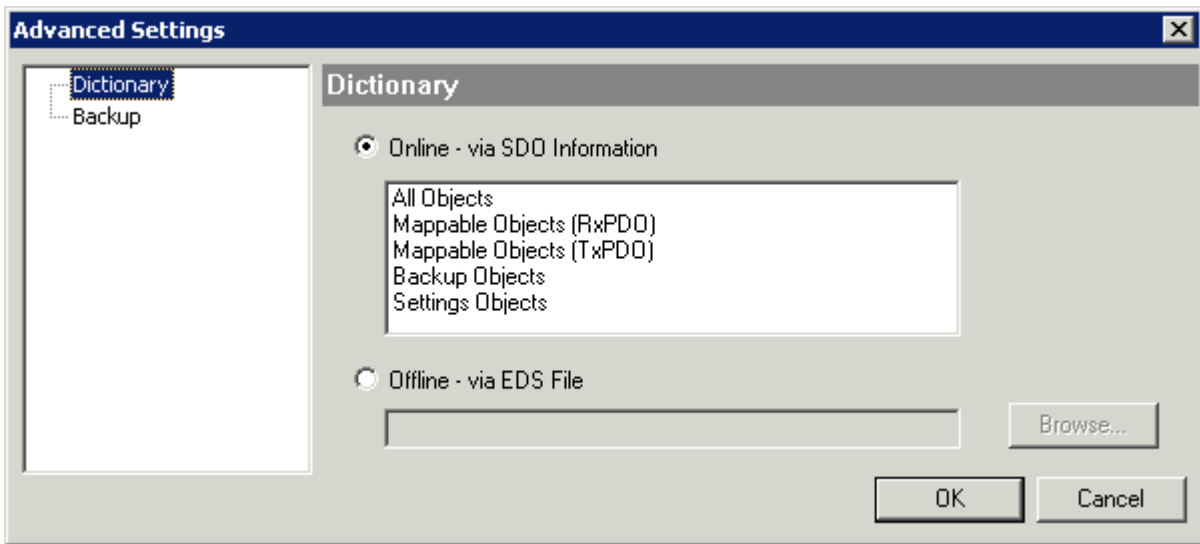 Advanced Settings
Dictionary
Backup
Dictionary
Online - via SDO Information
All Objects
Mappable Objects (RxPDO)
Mappable Objects (TxPDO)
Backup Objects
Settings Objects
Offline - via EDS File
Browse...
OK
Cancel